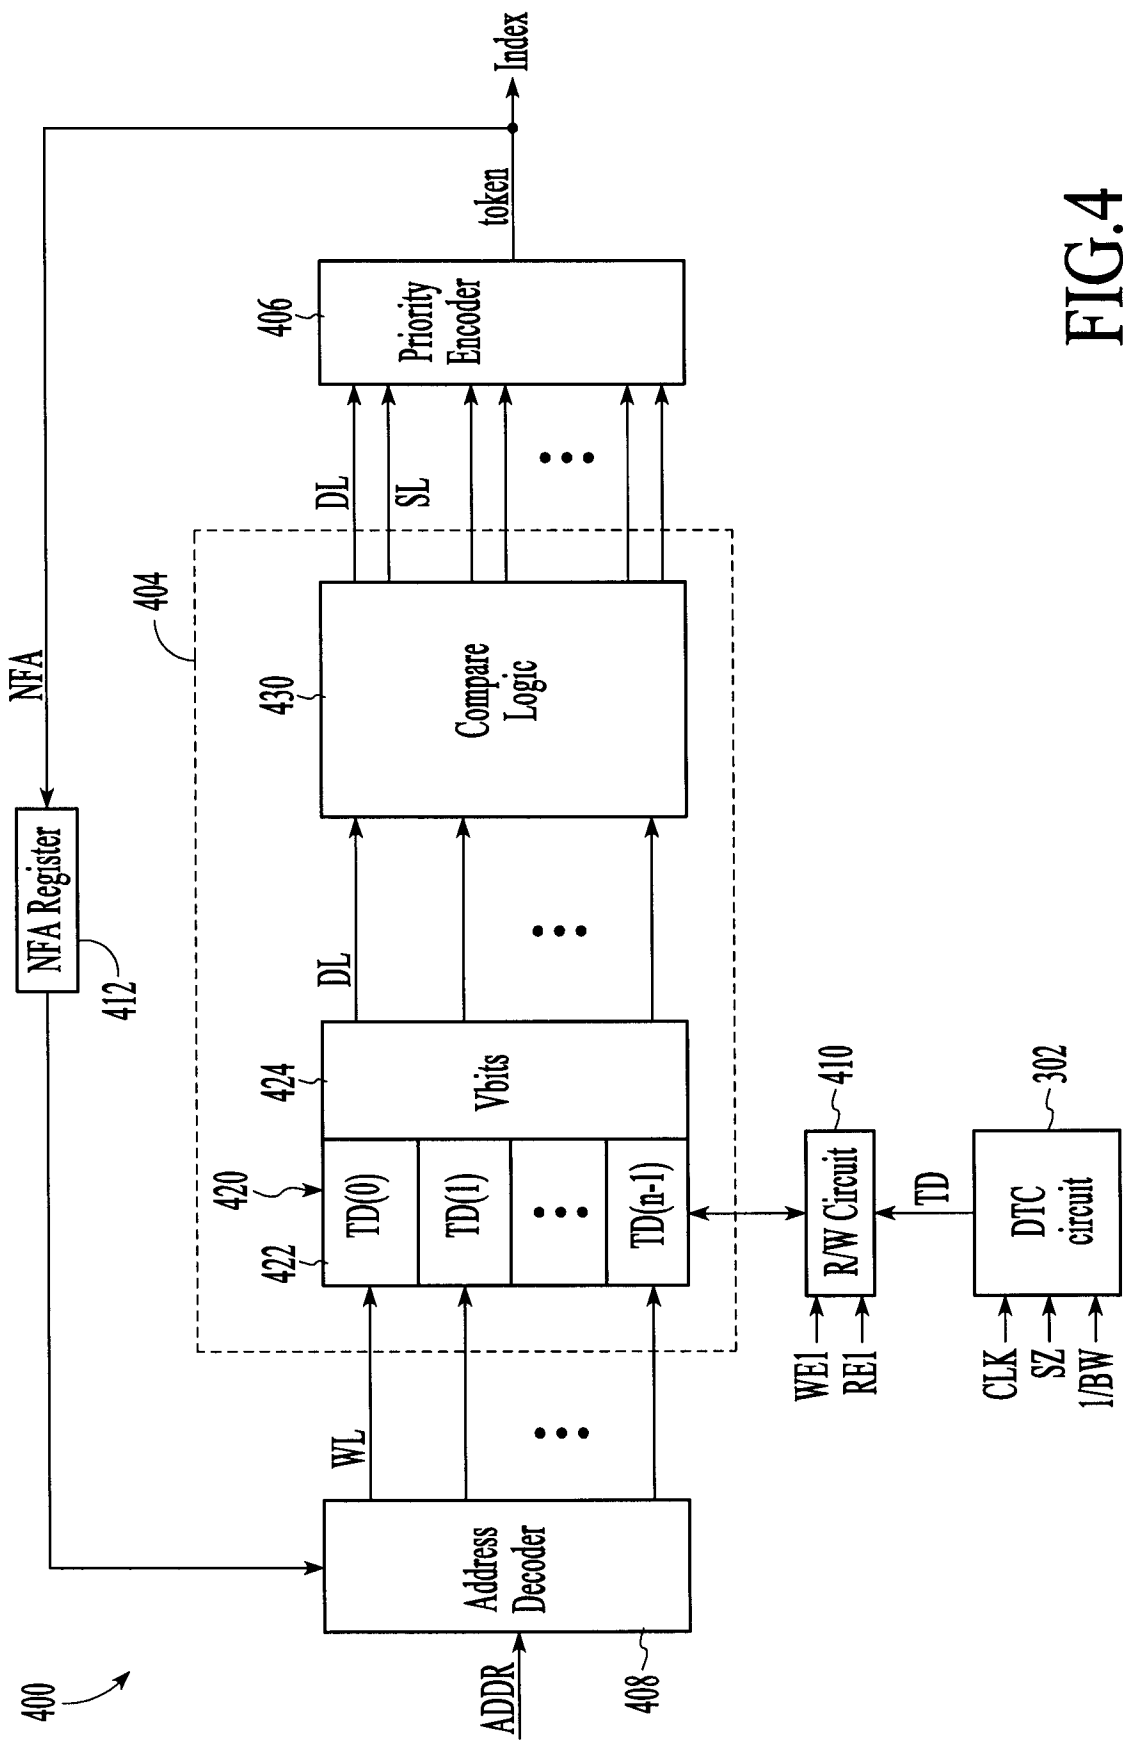 400
NFA Register
412
NFA
404
ADDR
Address
Decoder
408
WL
420
422
TD(0)
TD(1)
TD(n-1)
424
Vbits
DL
430
Compare
Logic
DL
SL
406
Priority
Encoder
token
Index
WE1
RE1
R/W Circuit
410
TD
CLK
SZ
1/BW
DTC
circuit
302
FIG.4